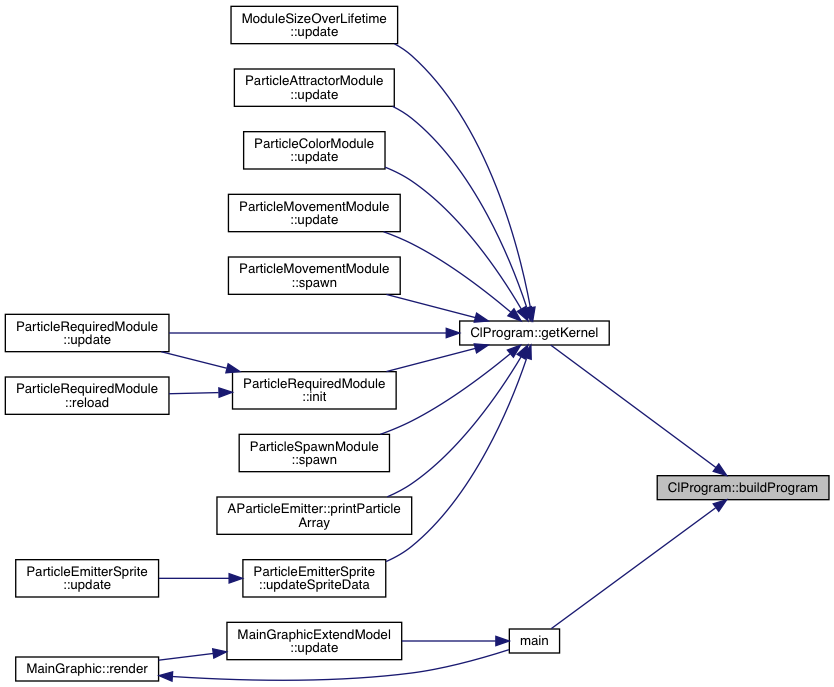 ModuleSizeOverLifetime
::update
ParticleAttractorModule
::update
ParticleColorModule
::update
ParticleMovementModule
::update
ParticleMovementModule
::spawn
ParticleRequiredModule
::update
ClProgram::getKernel
ParticleRequiredModule
::reload
ParticleRequiredModule
::init
ParticleSpawnModule
::spawn
ClProgram::buildProgram
AParticleEmitter::printParticle
Array
ParticleEmitterSprite
::update
ParticleEmitterSprite
::updateSpriteData
MainGraphicExtendModel
::update
main
MainGraphic::render